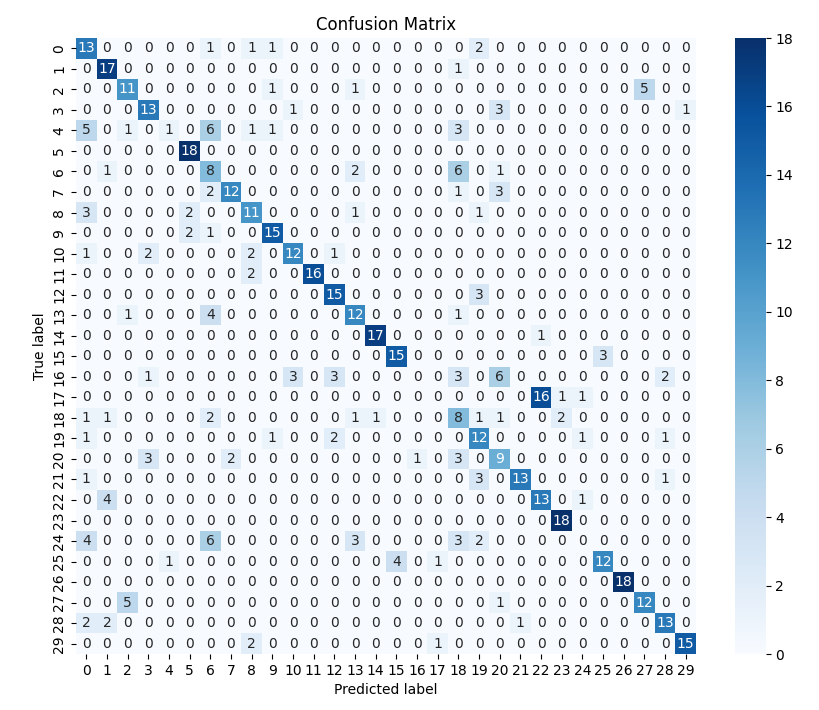 Confusion Matrix
True label
0 13 0 0 0 0 0 1 0 1 1 0 0 0 0 0 0 0 0 0 2 0 0 0 0 0 0 0 0 0 0
1 0 17 0 0 0 0 0 0 0 0 0 0 0 0 0 0 0 0 1 0 0 0 0 0 0 0 0 0 0 0
2 0 0 11 0 0 0 0 0 0 1 0 0 0 1 0 0 0 0 0 0 0 0 0 0 0 0 0 5 0 0
3 0 0 0 13 0 0 0 0 0 0 1 0 0 0 0 0 0 0 0 0 3 0 0 0 0 0 0 0 0 1
4 5 0 1 0 1 0 6 0 1 1 0 0 0 0 0 0 0 0 3 0 0 0 0 0 0 0 0 0 0 0
5 0 0 0 0 0 18 0 0 0 0 0 0 0 0 0 0 0 0 0 0 0 0 0 0 0 0 0 0 0 0
6 0 1 0 0 0 0 8 0 0 0 0 0 0 2 0 0 0 0 6 0 1 0 0 0 0 0 0 0 0 0
7 0 0 0 0 0 0 2 12 0 0 0 0 0 0 0 0 0 0 1 0 3 0 0 0 0 0 0 0 0 0
8 3 0 0 0 0 2 0 0 11 0 0 0 0 1 0 0 0 0 0 1 0 0 0 0 0 0 0 0 0 0
9 0 0 0 0 0 2 1 0 0 15 0 0 0 0 0 0 0 0 0 0 0 0 0 0 0 0 0 0 0 0
10 1 0 0 2 0 0 0 0 2 0 12 0 1 0 0 0 0 0 0 0 0 0 0 0 0 0 0 0 0 0
11 0 0 0 0 0 0 0 0 2 0 0 16 0 0 0 0 0 0 0 0 0 0 0 0 0 0 0 0 0 0
12 0 0 0 0 0 0 0 0 0 0 0 0 15 0 0 0 0 0 0 3 0 0 0 0 0 0 0 0 0 0
13 0 0 1 0 0 0 4 0 0 0 0 0 0 12 0 0 0 0 1 0 0 0 0 0 0 0 0 0 0 0
14 0 0 0 0 0 0 0 0 0 0 0 0 0 0 17 0 0 0 0 0 0 0 1 0 0 0 0 0 0 0
15 0 0 0 0 0 0 0 0 0 0 0 0 0 0 0 15 0 0 0 0 0 0 0 0 0 3 0 0 0 0
16 0 0 0 1 0 0 0 0 0 0 3 0 3 0 0 0 0 0 3 0 6 0 0 0 0 0 0 0 2 0
17 0 0 0 0 0 0 0 0 0 0 0 0 0 0 0 0 0 0 0 0 0 0 16 1 1 0 0 0 0 0
18 1 1 0 0 0 0 2 0 0 0 0 0 0 1 1 0 0 0 8 1 1 0 0 2 0 0 0 0 0 0
19 1 0 0 0 0 0 0 0 0 1 0 0 2 0 0 0 0 0 0 12 0 0 0 0 1 0 0 0 1 0
20 0 0 0 3 0 0 0 2 0 0 0 0 0 0 0 0 1 0 3 0 9 0 0 0 0 0 0 0 0 0
21 1 0 0 0 0 0 0 0 0 0 0 0 0 0 0 0 0 0 0 3 0 13 0 0 0 0 0 0 1 0
22 0 4 0 0 0 0 0 0 0 0 0 0 0 0 0 0 0 0 0 0 0 0 13 0 1 0 0 0 0 0
23 0 0 0 0 0 0 0 0 0 0 0 0 0 0 0 0 0 0 0 0 0 0 0 18 0 0 0 0 0 0
24 4 0 0 0 0 0 6 0 0 0 0 0 0 3 0 0 0 0 3 2 0 0 0 0 0 0 0 0 0 0
25 0 0 0 0 1 0 0 0 0 0 0 0 0 0 0 4 0 1 0 0 0 0 0 0 0 12 0 0 0 0
26 0 0 0 0 0 0 0 0 0 0 0 0 0 0 0 0 0 0 0 0 0 0 0 0 0 0 18 0 0 0
27 0 0 5 0 0 0 0 0 0 0 0 0 0 0 0 0 0 0 0 0 1 0 0 0 0 0 0 12 0 0
28 2 2 0 0 0 0 0 0 0 0 0 0 0 0 0 0 0 0 0 0 0 1 0 0 0 0 0 0 13 0
29 0 0 0 0 0 0 0 0 2 0 0 0 0 0 0 0 0 1 0 0 0 0 0 0 0 0 0 0 0 15
0 1 2 3 4 5 6 7 8 9 10 11 12 13 14 15 16 17 18 19 20 21 22 23 24 25 26 27 28 29
Predicted label
18
16
14
12
10
8
6
4
2
0